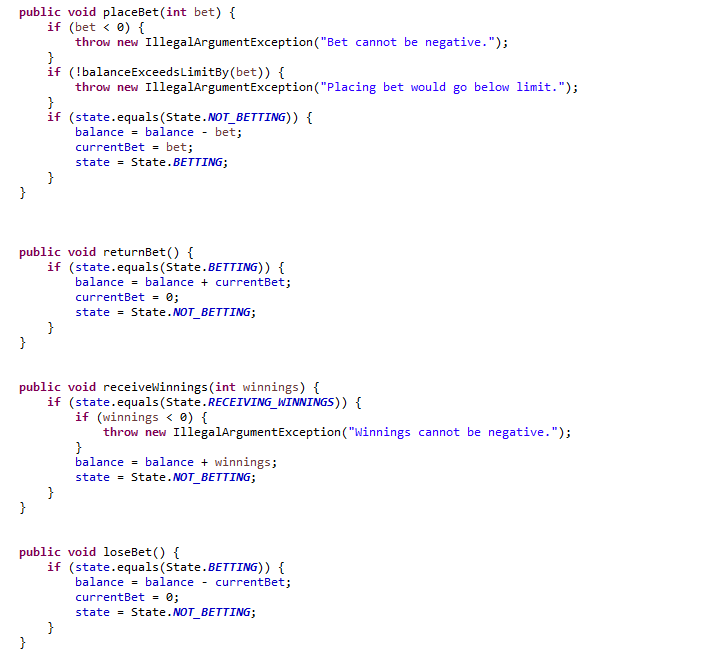 public void placeBet(int bet) {
    if (bet < 0) {
        throw new IllegalArgumentException("Bet cannot be negative.");
    }
    if (!balanceExceedsLimitBy(bet)) {
        throw new IllegalArgumentException("Placing bet would go below limit.");
    }
    if (state.equals(State.NOT_BETTING)) {
        balance = balance - bet;
        currentBet = bet;
        state = State.BETTING;
    }
}
public void returnBet() {
    if (state.equals(State.BETTING)) {
        balance = balance + currentBet;
        currentBet = 0;
        state = State.NOT_BETTING;
    }
}
public void receiveWinnings(int winnings) {
    if (state.equals(State.RECEIVING_WINNINGS)) {
        if (winnings < 0) {
            throw new IllegalArgumentException("Winnings cannot be negative.");
        }
        balance = balance + winnings;
        state = State.NOT_BETTING;
    }
}
public void loseBet() {
    if (state.equals(State.BETTING)) {
        balance = balance - currentBet;
        currentBet = 0;
        state = State.NOT_BETTING;
    }
}